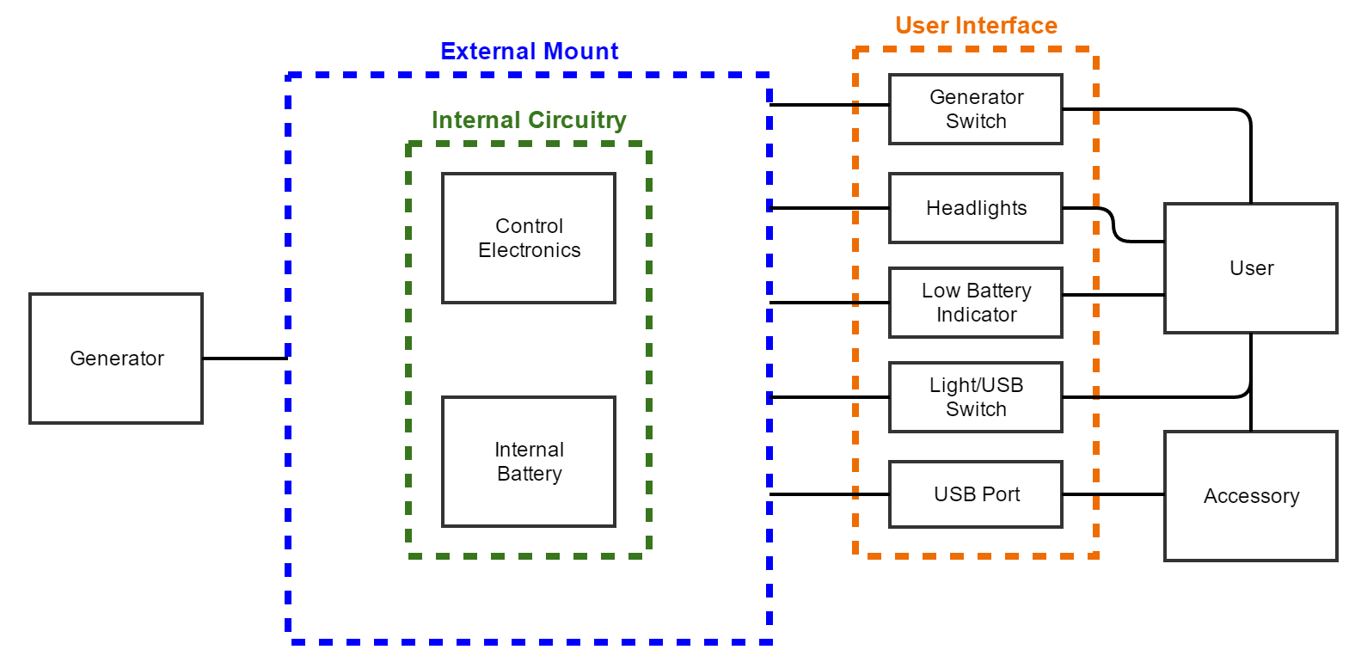 User Interface
External Mount
Generator
Switch
Internal Circuitry
Control
Electronics
Headlights
User
Low Battery
Indicator
Generator
Light/USB
Switch
Internal
Battery
USB Port
Accessory